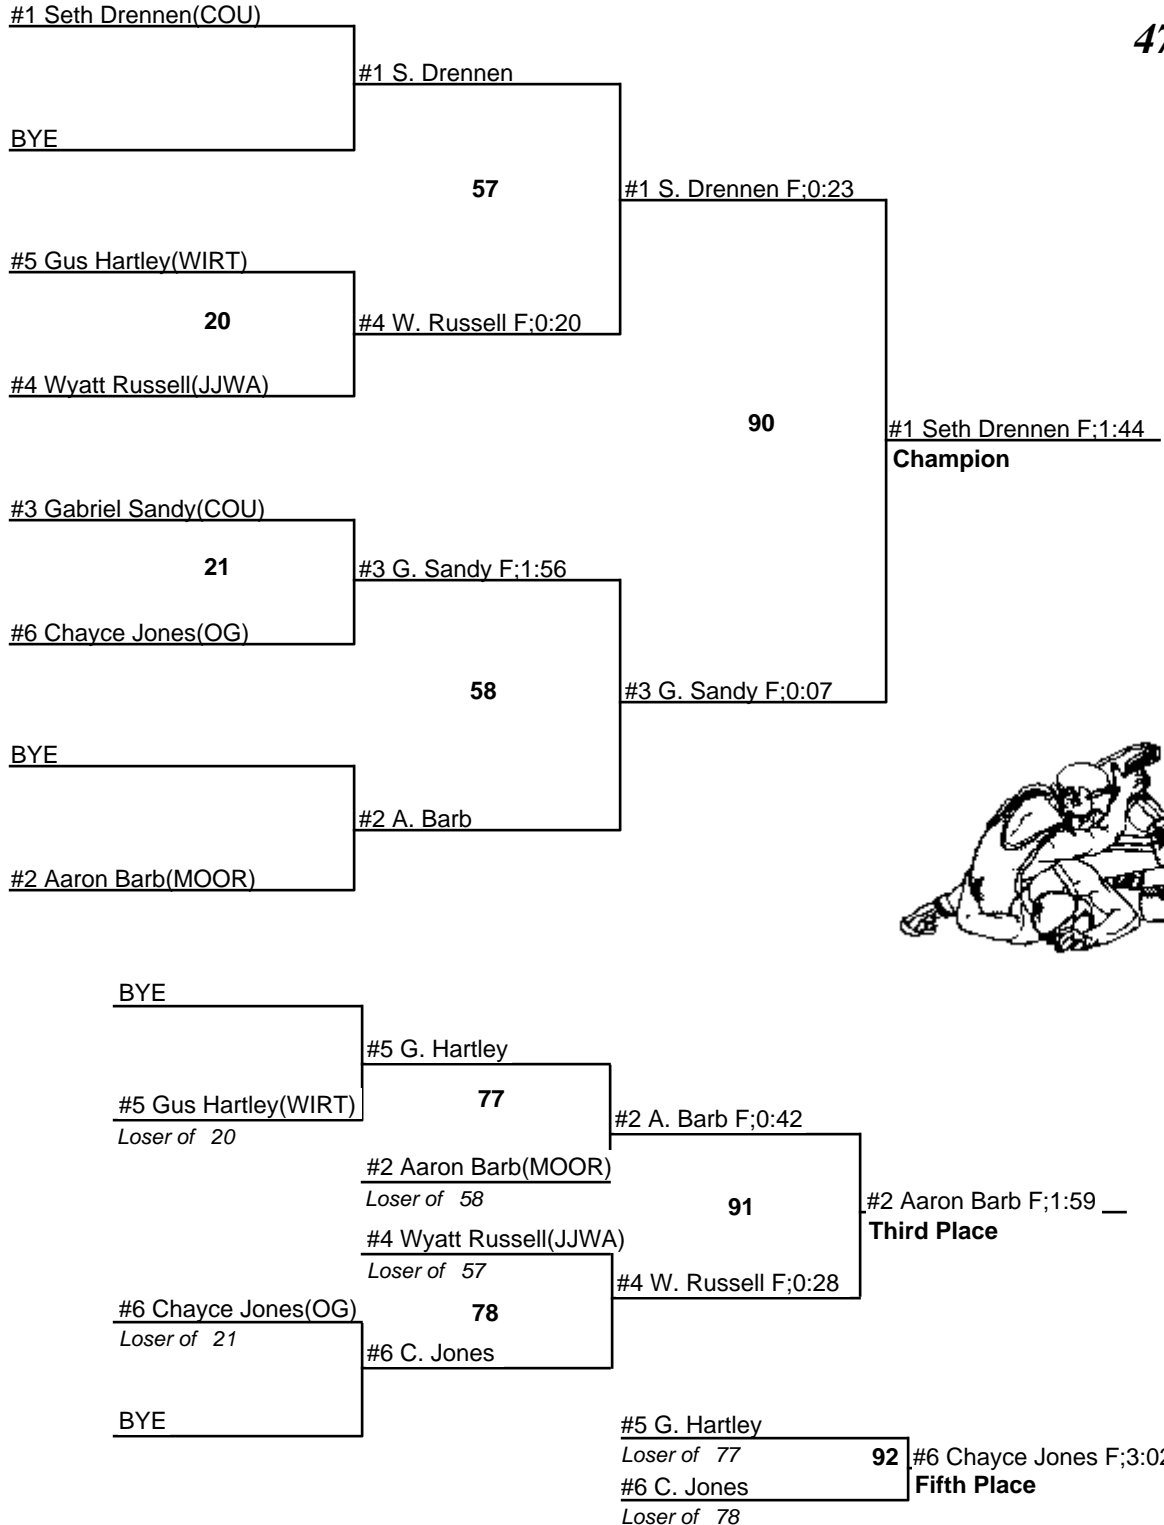 #1 Seth Drennen(COU)
47
#1 S. Drennen
BYE
57
#1 S. Drennen F;0:23
#5 Gus Hartley(WIRT)
20
#4 W. Russell F;0:20
#4 Wyatt Russell(JJWA)
90
#1 Seth Drennen F;1:44
Champion
#3 Gabriel Sandy(COU)
21
#3 G. Sandy F;1:56
#6 Chayce Jones(OG)
58
#3 G. Sandy F;0:07
BYE
#2 A. Barb
#2 Aaron Barb(MOOR)
BYE
#5 G. Hartley
77
#5 Gus Hartley(WIRT)
Loser of 20
#2 A. Barb F;0:42
#2 Aaron Barb(MOOR)
Loser of 58
91
#2 Aaron Barb F;1:59
Third Place
#4 Wyatt Russell(JJWA)
Loser of 57
#4 W. Russell F;0:28
#6 Chayce Jones(OG)
Loser of 21
78
#6 C. Jones
BYE
#5 G. Hartley
Loser of 77
92
#6 Chayce Jones F;3:02
Fifth Place
#6 C. Jones
Loser of 78